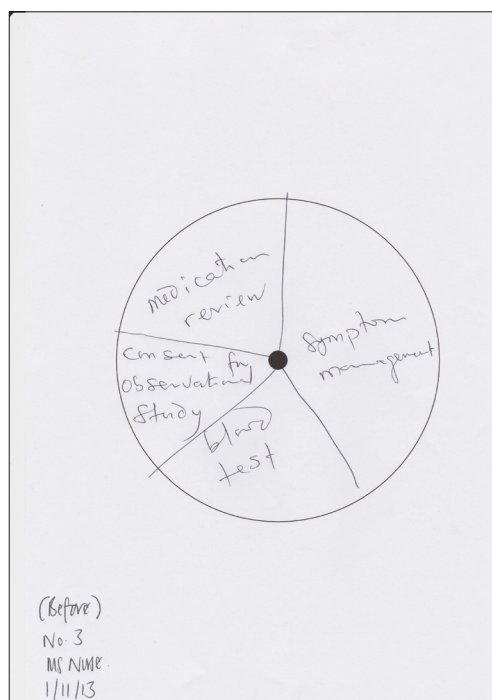 medication
review
symptom
management
consent for
observational
study
blood
test
(Before)
No. 3
MS Nurse.
1/11/13